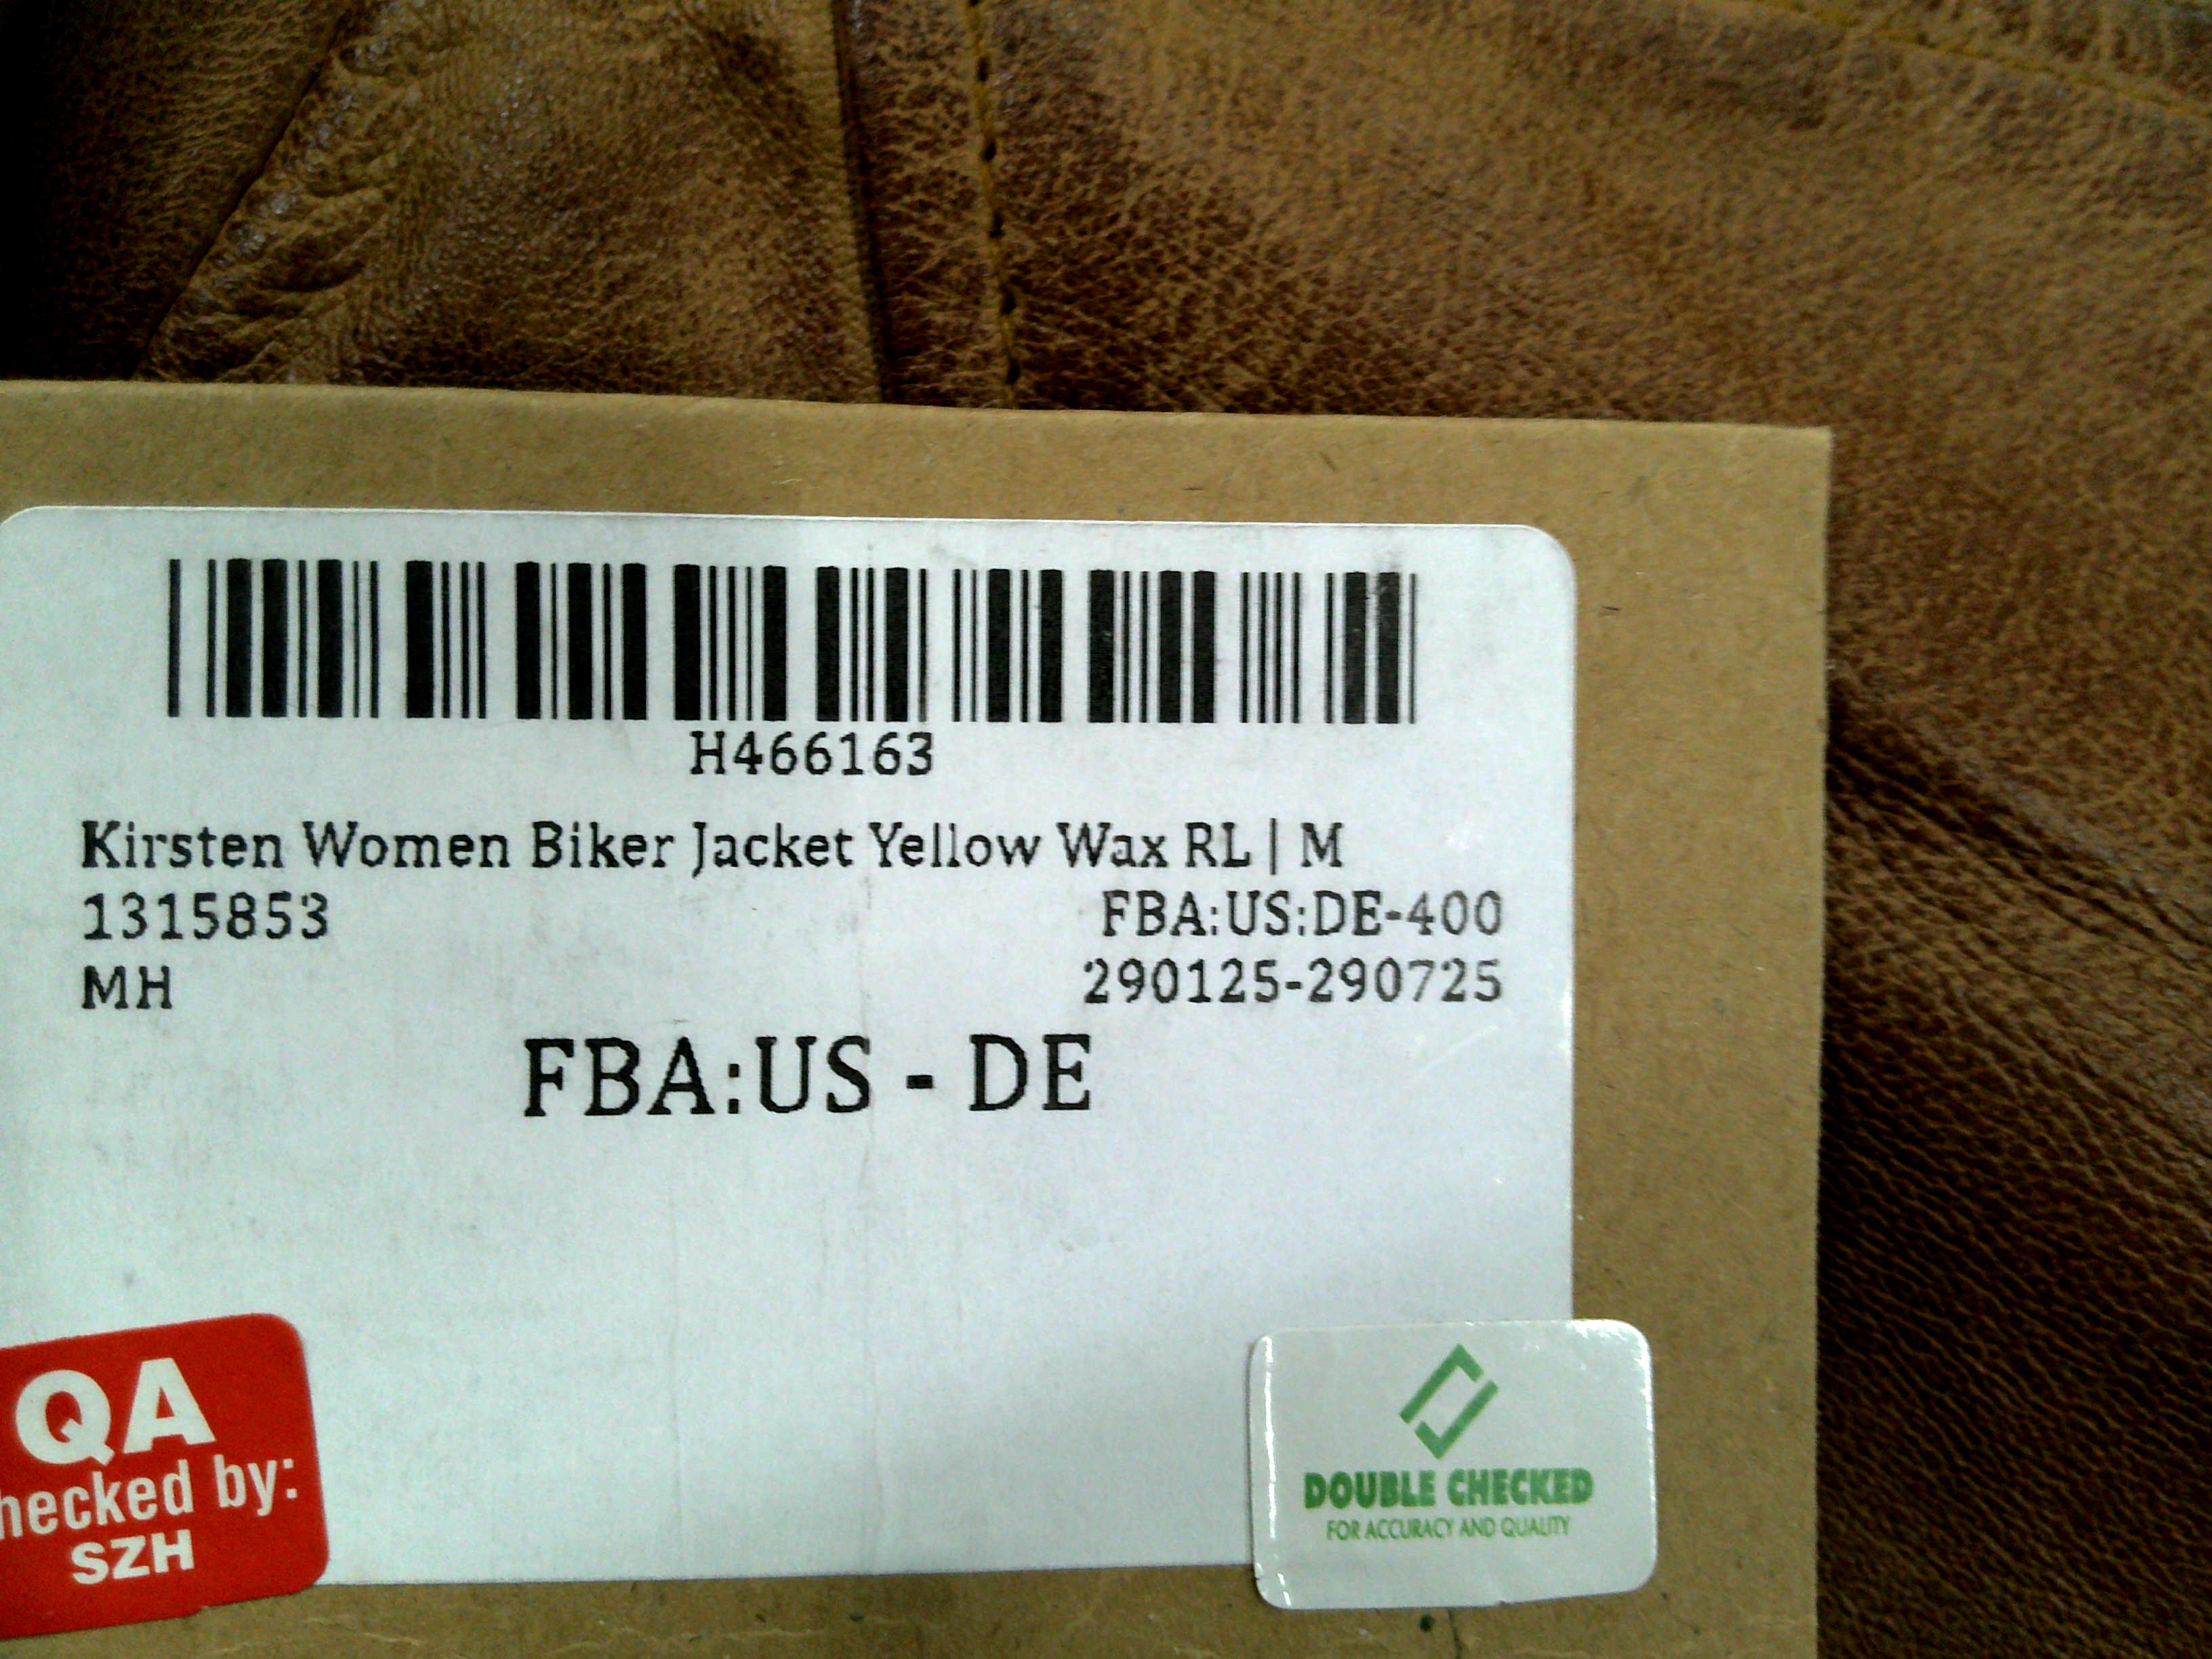 H466163
Kirsten Women Biker Jacket Yellow Wax RL | M
1315853
FBA:US:DE-400
MH
290125-290725
FBA:US - DE
QA
hecked by:
SZH
DOUBLE CHECKED
FOR ACCURACY AND QUALITY